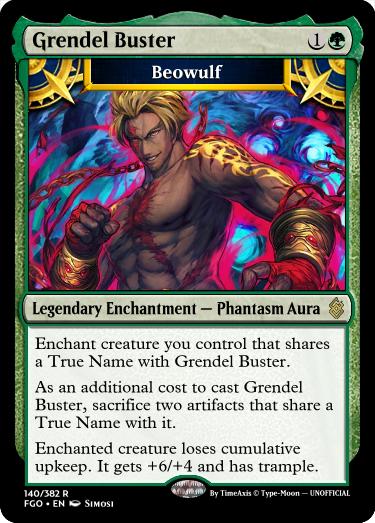 Grendel Buster 1
Beowulf
Legendary Enchantment — Phantasm Aura
Enchant creature you control that shares
a True Name with Grendel Buster.
As an additional cost to cast Grendel
Buster, sacrifice two artifacts that share a
True Name with it.
Enchanted creature loses cumulative
upkeep. It gets +6/+4 and has trample.
140/382 R
FGO • EN Simosi
By TimeAxis © Type-Moon — UNOFFICIAL